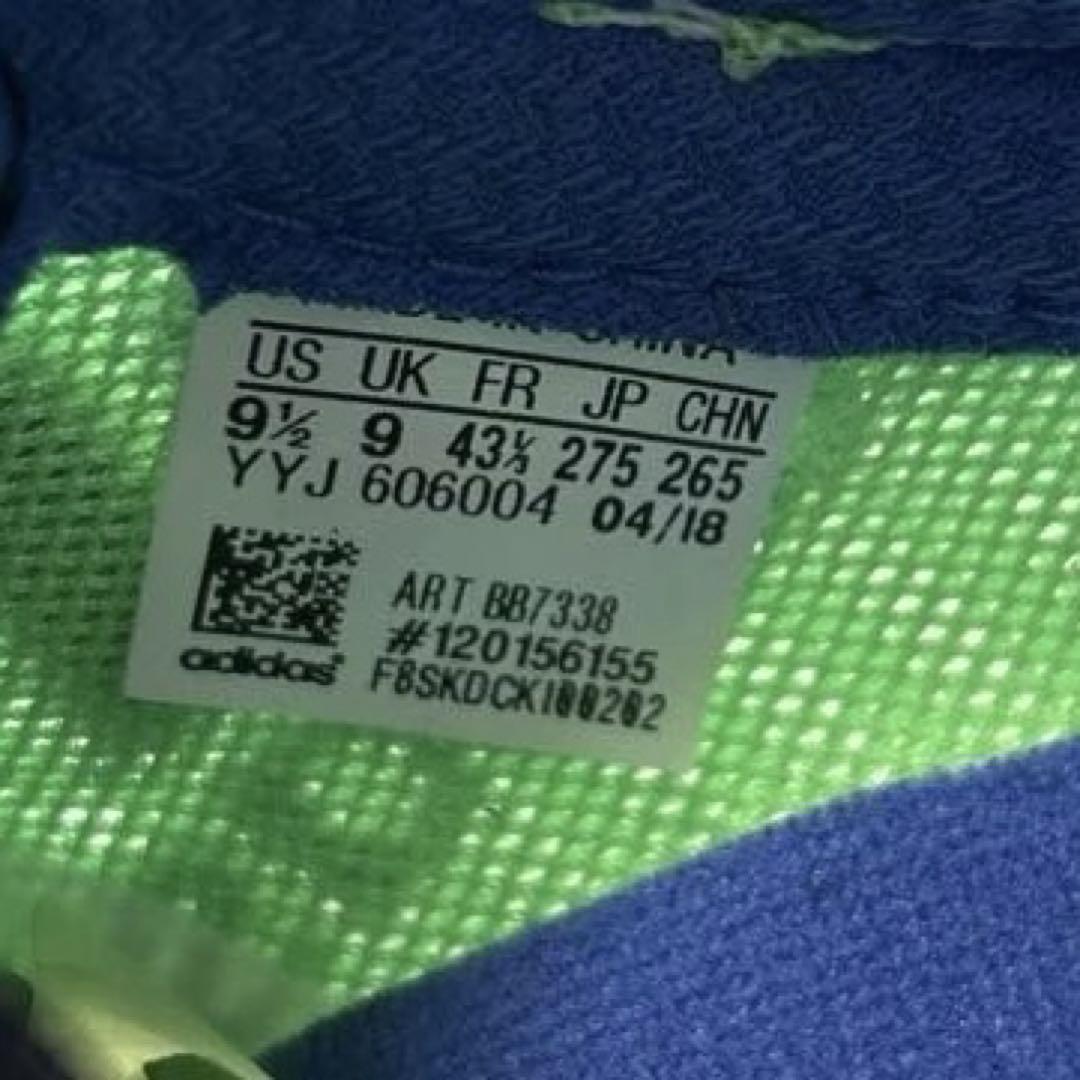 CHINA
US UK FR JP CHN
9½ 9 43⅓ 275 265
YYJ 606004 04/18
ART BB7338
#120156155
adidas
F8SKDCK100202